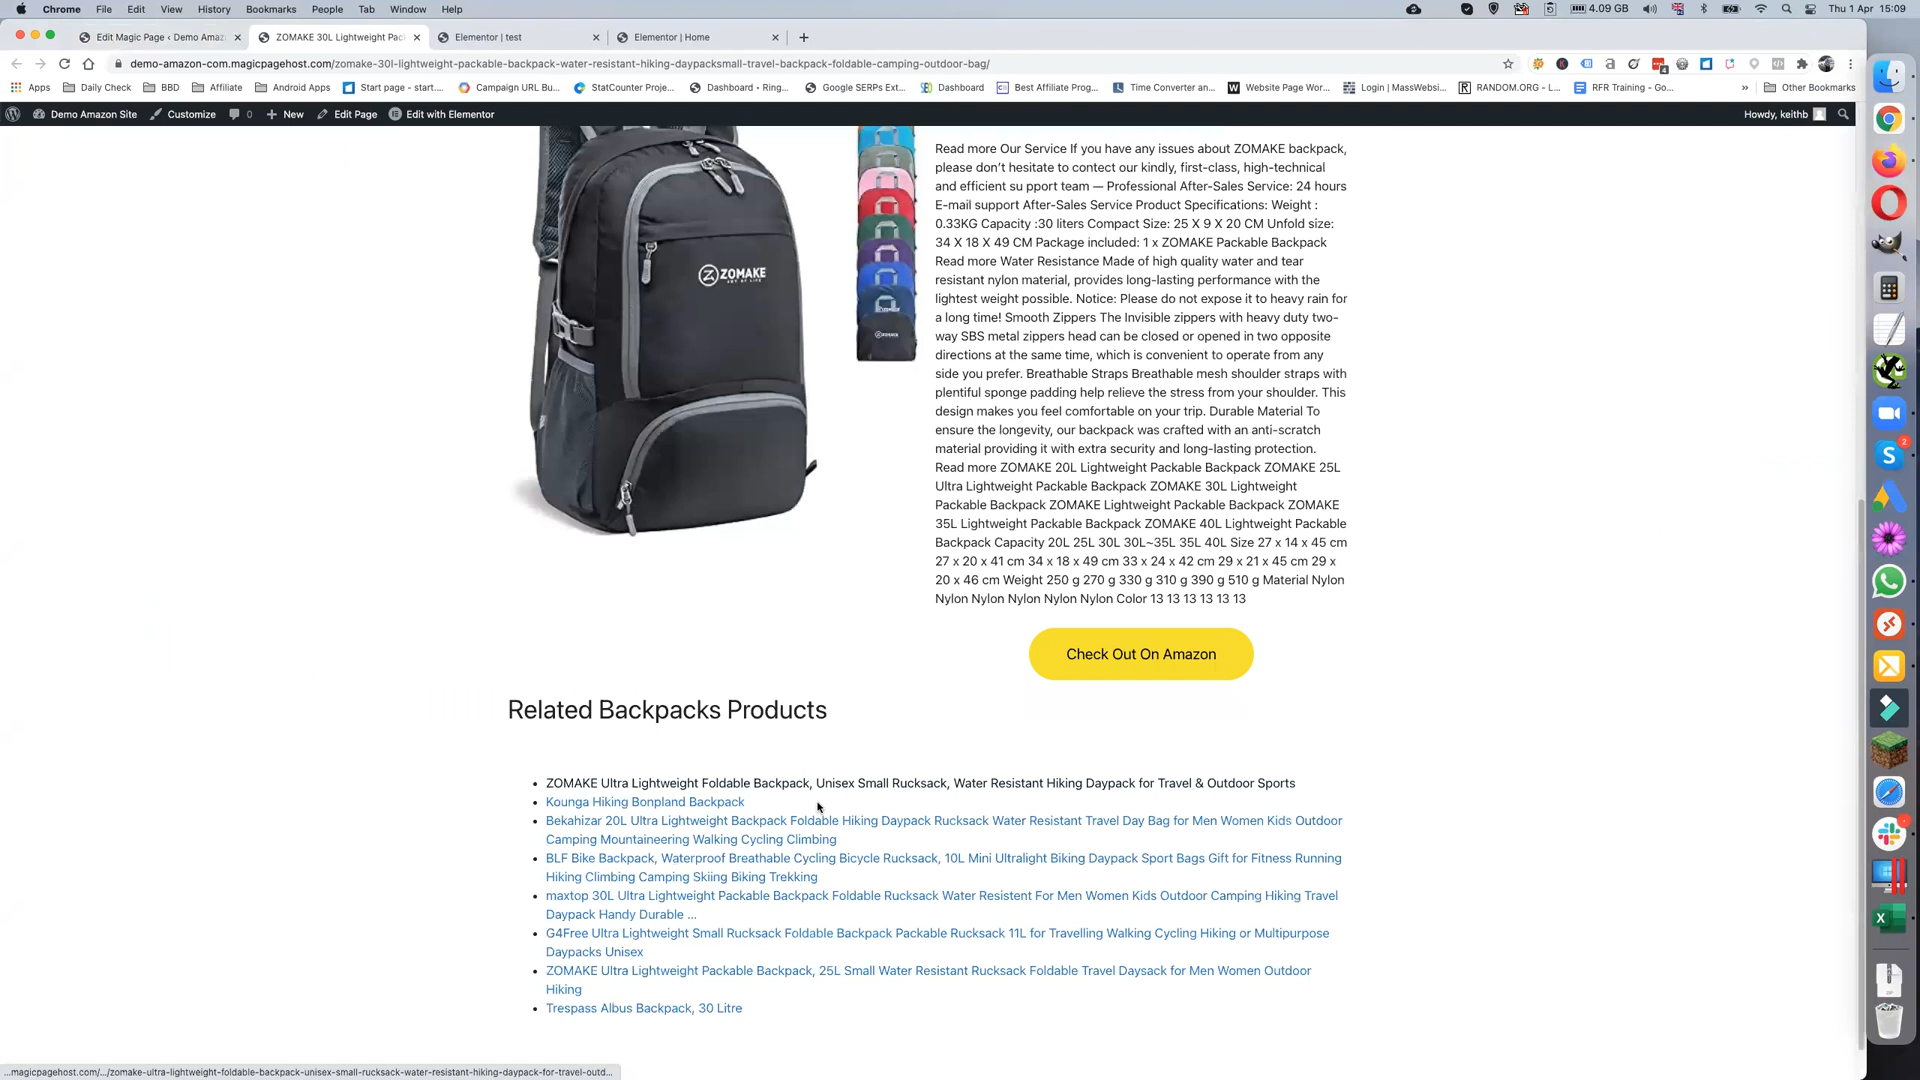 Chrome File Edit View History Bookmarks People Tab Window Help 4.09 GB Thu 1 Apr 15:09
Edit Magic Page ‹ Demo Amaz ZOMAKE 30L Lightweight Pac Elementor | test Elementor | Home
demo-amazon-com.magicpagehost.com/zomake-30l-lightweight-packable-backpack-water-resistant-hiking-daypacksmall-travel-backpack-foldable-camping-outdoor-bag/
Apps Daily Check BBD Affiliate Android Apps Start page - start.... Campaign URL Bu... StatCounter Proje... Dashboard ‹ Ring... Google SERPs Ext... Dashboard Best Affiliate Prog... Time Converter an... Website Page Wor... Login | MassWebsi... RANDOM.ORG - L... RFR Training - Go... » Other Bookmarks
Demo Amazon Site Customize 0 + New Edit Page Edit with Elementor Howdy, keithb
ZOMAKE
ART OF LIFE
Read more Our Service If you have any issues about ZOMAKE backpack,
please don't hesitate to contect our kindly, first-class, high-technical
and efficient su pport team — Professional After-Sales Service: 24 hours
E-mail support After-Sales Service Product Specifications: Weight :
0.33KG Capacity :30 liters Compact Size: 25 X 9 X 20 CM Unfold size:
34 X 18 X 49 CM Package included: 1 x ZOMAKE Packable Backpack
Read more Water Resistance Made of high quality water and tear
resistant nylon material, provides long-lasting performance with the
lightest weight possible. Notice: Please do not expose it to heavy rain for
a long time! Smooth Zippers The Invisible zippers with heavy duty two-
way SBS metal zippers head can be closed or opened in two opposite
directions at the same time, which is convenient to operate from any
side you prefer. Breathable Straps Breathable mesh shoulder straps with
plentiful sponge padding help relieve the stress from your shoulder. This
design makes you feel comfortable on your trip. Durable Material To
ensure the longevity, our backpack was crafted with an anti-scratch
material providing it with extra security and long-lasting protection.
Read more ZOMAKE 20L Lightweight Packable Backpack ZOMAKE 25L
Ultra Lightweight Packable Backpack ZOMAKE 30L Lightweight
Packable Backpack ZOMAKE Lightweight Packable Backpack ZOMAKE
35L Lightweight Packable Backpack ZOMAKE 40L Lightweight Packable
Backpack Capacity 20L 25L 30L 30L~35L 35L 40L Size 27 x 14 x 45 cm
27 x 20 x 41 cm 34 x 18 x 49 cm 33 x 24 x 42 cm 29 x 21 x 45 cm 29 x
20 x 46 cm Weight 250 g 270 g 330 g 310 g 390 g 510 g Material Nylon
Nylon Nylon Nylon Nylon Nylon Color 13 13 13 13 13 13
Check Out On Amazon
Related Backpacks Products
• ZOMAKE Ultra Lightweight Foldable Backpack, Unisex Small Rucksack, Water Resistant Hiking Daypack for Travel & Outdoor Sports
• Kounga Hiking Bonpland Backpack
• Bekahizar 20L Ultra Lightweight Backpack Foldable Hiking Daypack Rucksack Water Resistant Travel Day Bag for Men Women Kids Outdoor
Camping Mountaineering Walking Cycling Climbing
• BLF Bike Backpack, Waterproof Breathable Cycling Bicycle Rucksack, 10L Mini Ultralight Biking Daypack Sport Bags Gift for Fitness Running
Hiking Climbing Camping Skiing Biking Trekking
• maxtop 30L Ultra Lightweight Packable Backpack Foldable Rucksack Water Resistent For Men Women Kids Outdoor Camping Hiking Travel
Daypack Handy Durable ...
• G4Free Ultra Lightweight Small Rucksack Foldable Backpack Packable Rucksack 11L for Travelling Walking Cycling Hiking or Multipurpose
Daypacks Unisex
• ZOMAKE Ultra Lightweight Packable Backpack, 25L Small Water Resistant Rucksack Foldable Travel Daysack for Men Women Outdoor
Hiking
• Trespass Albus Backpack, 30 Litre
...magicpagehost.com/.../zomake-ultra-lightweight-foldable-backpack-unisex-small-rucksack-water-resistant-hiking-daypack-for-travel-outd...